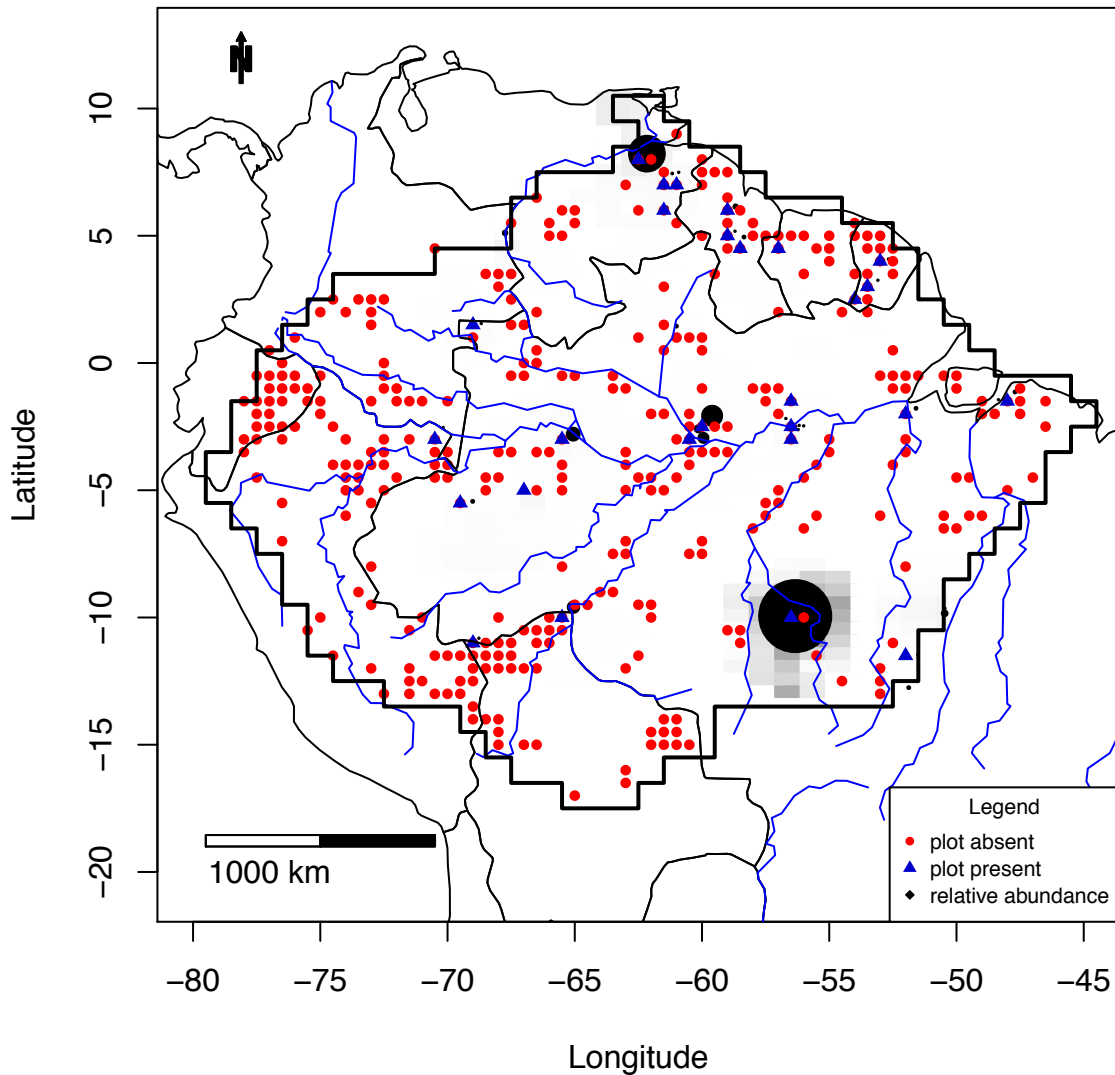 N
10
5
0
−5
−10
−15
−20
Latitude
1000 km
Legend
plot absent
plot present
relative abundance
−80
−75
−70
−65
−60
−55
−50
−45
Longitude